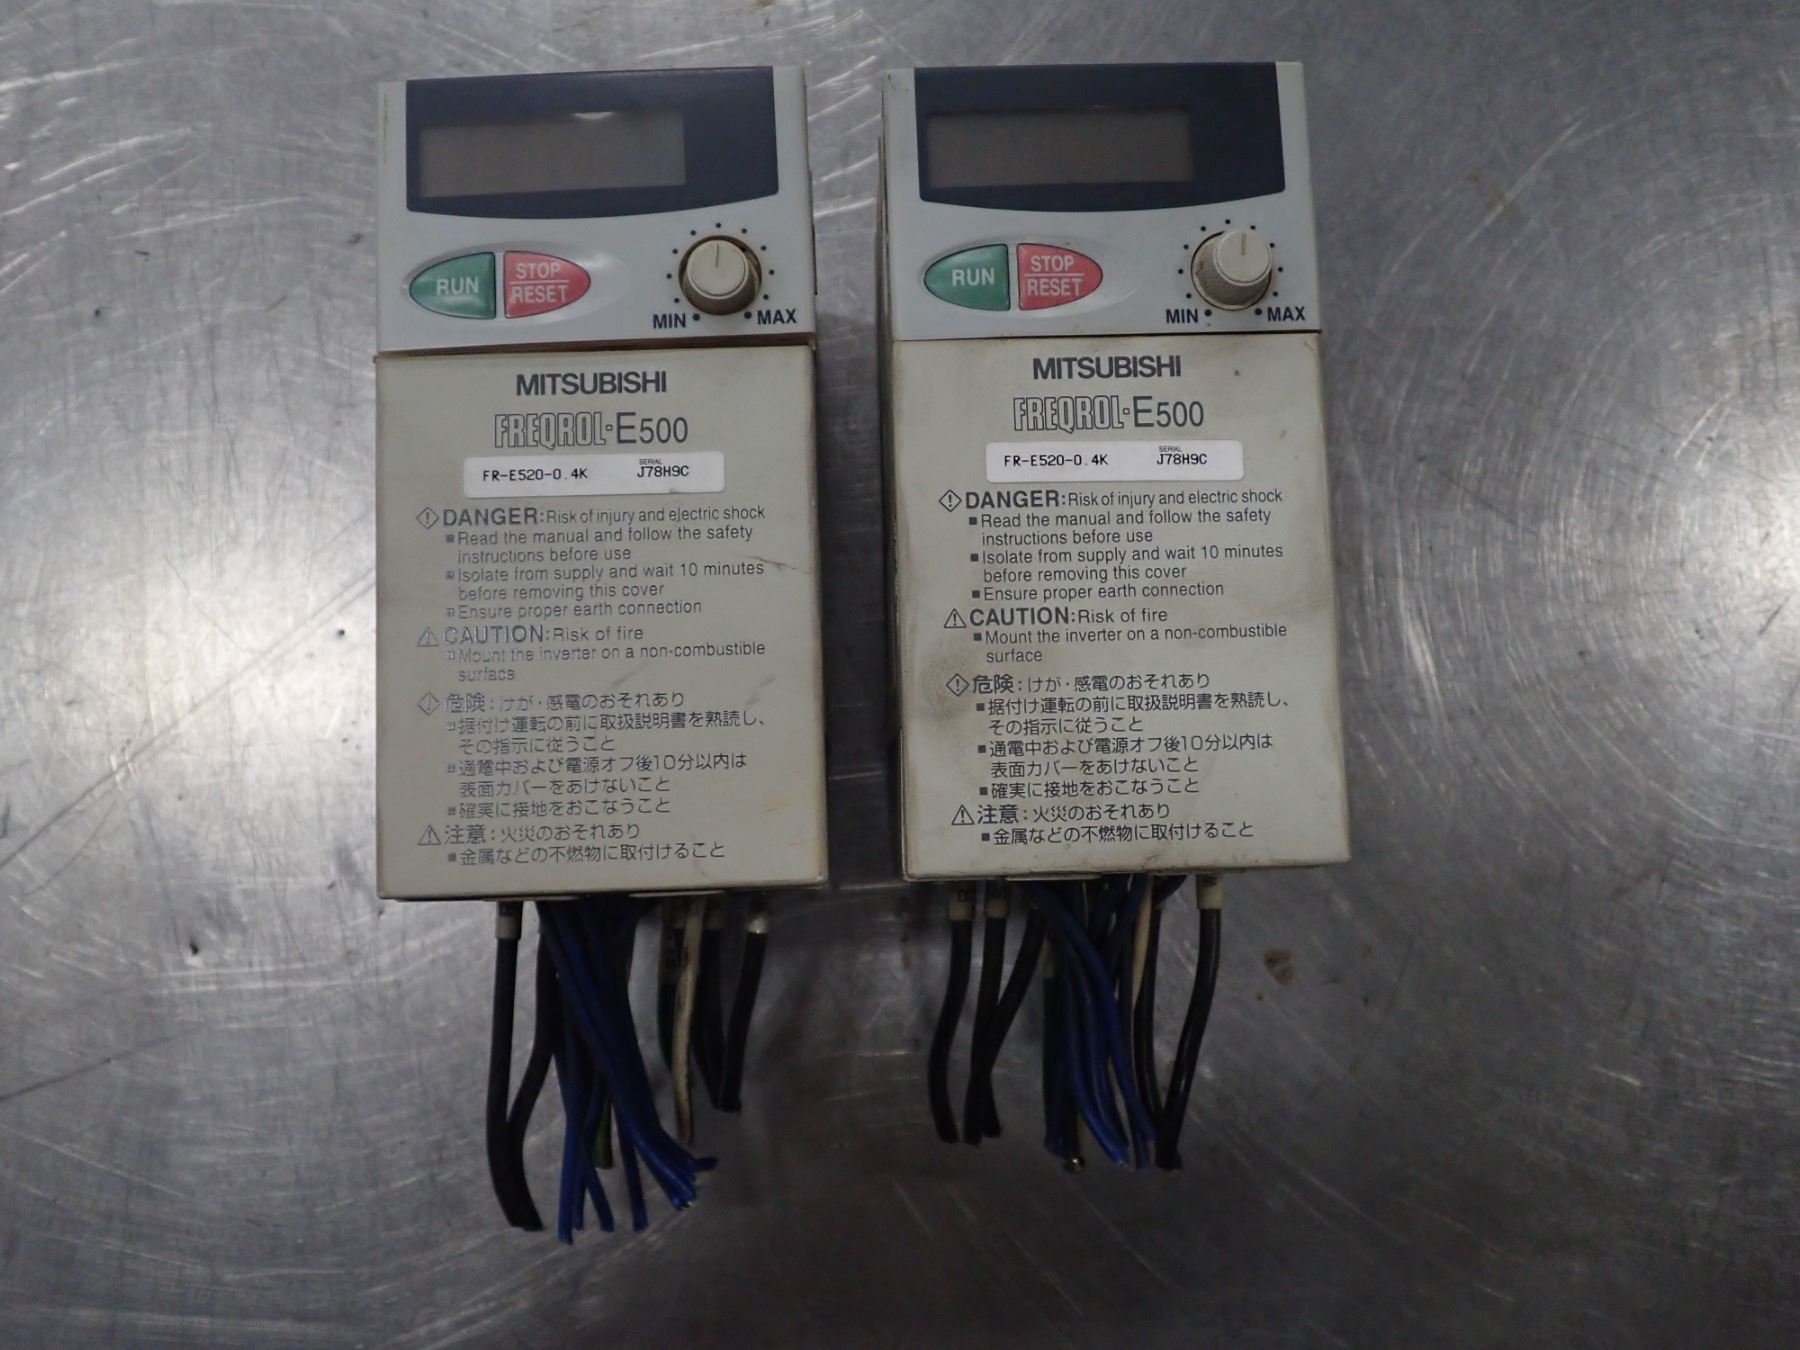 RUN
STOP
RESET
MIN
MAX
MITSUBISHI
FREQROL-E500
FR-E520-0.4K
SERIAL
J78H9C
DANGER:Risk of injury and electric shock
Read the manual and follow the safety
instructions before use
Isolate from supply and wait 10 minutes
before removing this cover
Ensure proper earth connection
CAUTION:Risk of fire
Mount the inverter on a non-combustible
surface
危険:けが・感電のおそれあり
据付け運転の前に取扱説明書を熟読し、
その指示に従うこと
通電中および電源オフ後10分以内は
表面カバーをあけないこと
確実に接地をおこなうこと
注意:火災のおそれあり
金属などの不燃物に取付けること
RUN
STOP
RESET
MIN
MAX
MITSUBISHI
FREQROL-E500
FR-E520-0.4K
SERIAL
J78H9C
DANGER:Risk of injury and electric shock
Read the manual and follow the safety
instructions before use
Isolate from supply and wait 10 minutes
before removing this cover
Ensure proper earth connection
CAUTION:Risk of fire
Mount the inverter on a non-combustible
surface
危険:けが・感電のおそれあり
据付け運転の前に取扱説明書を熟読し、
その指示に従うこと
通電中および電源オフ後10分以内は
表面カバーをあけないこと
確実に接地をおこなうこと
注意:火災のおそれあり
金属などの不燃物に取付けること